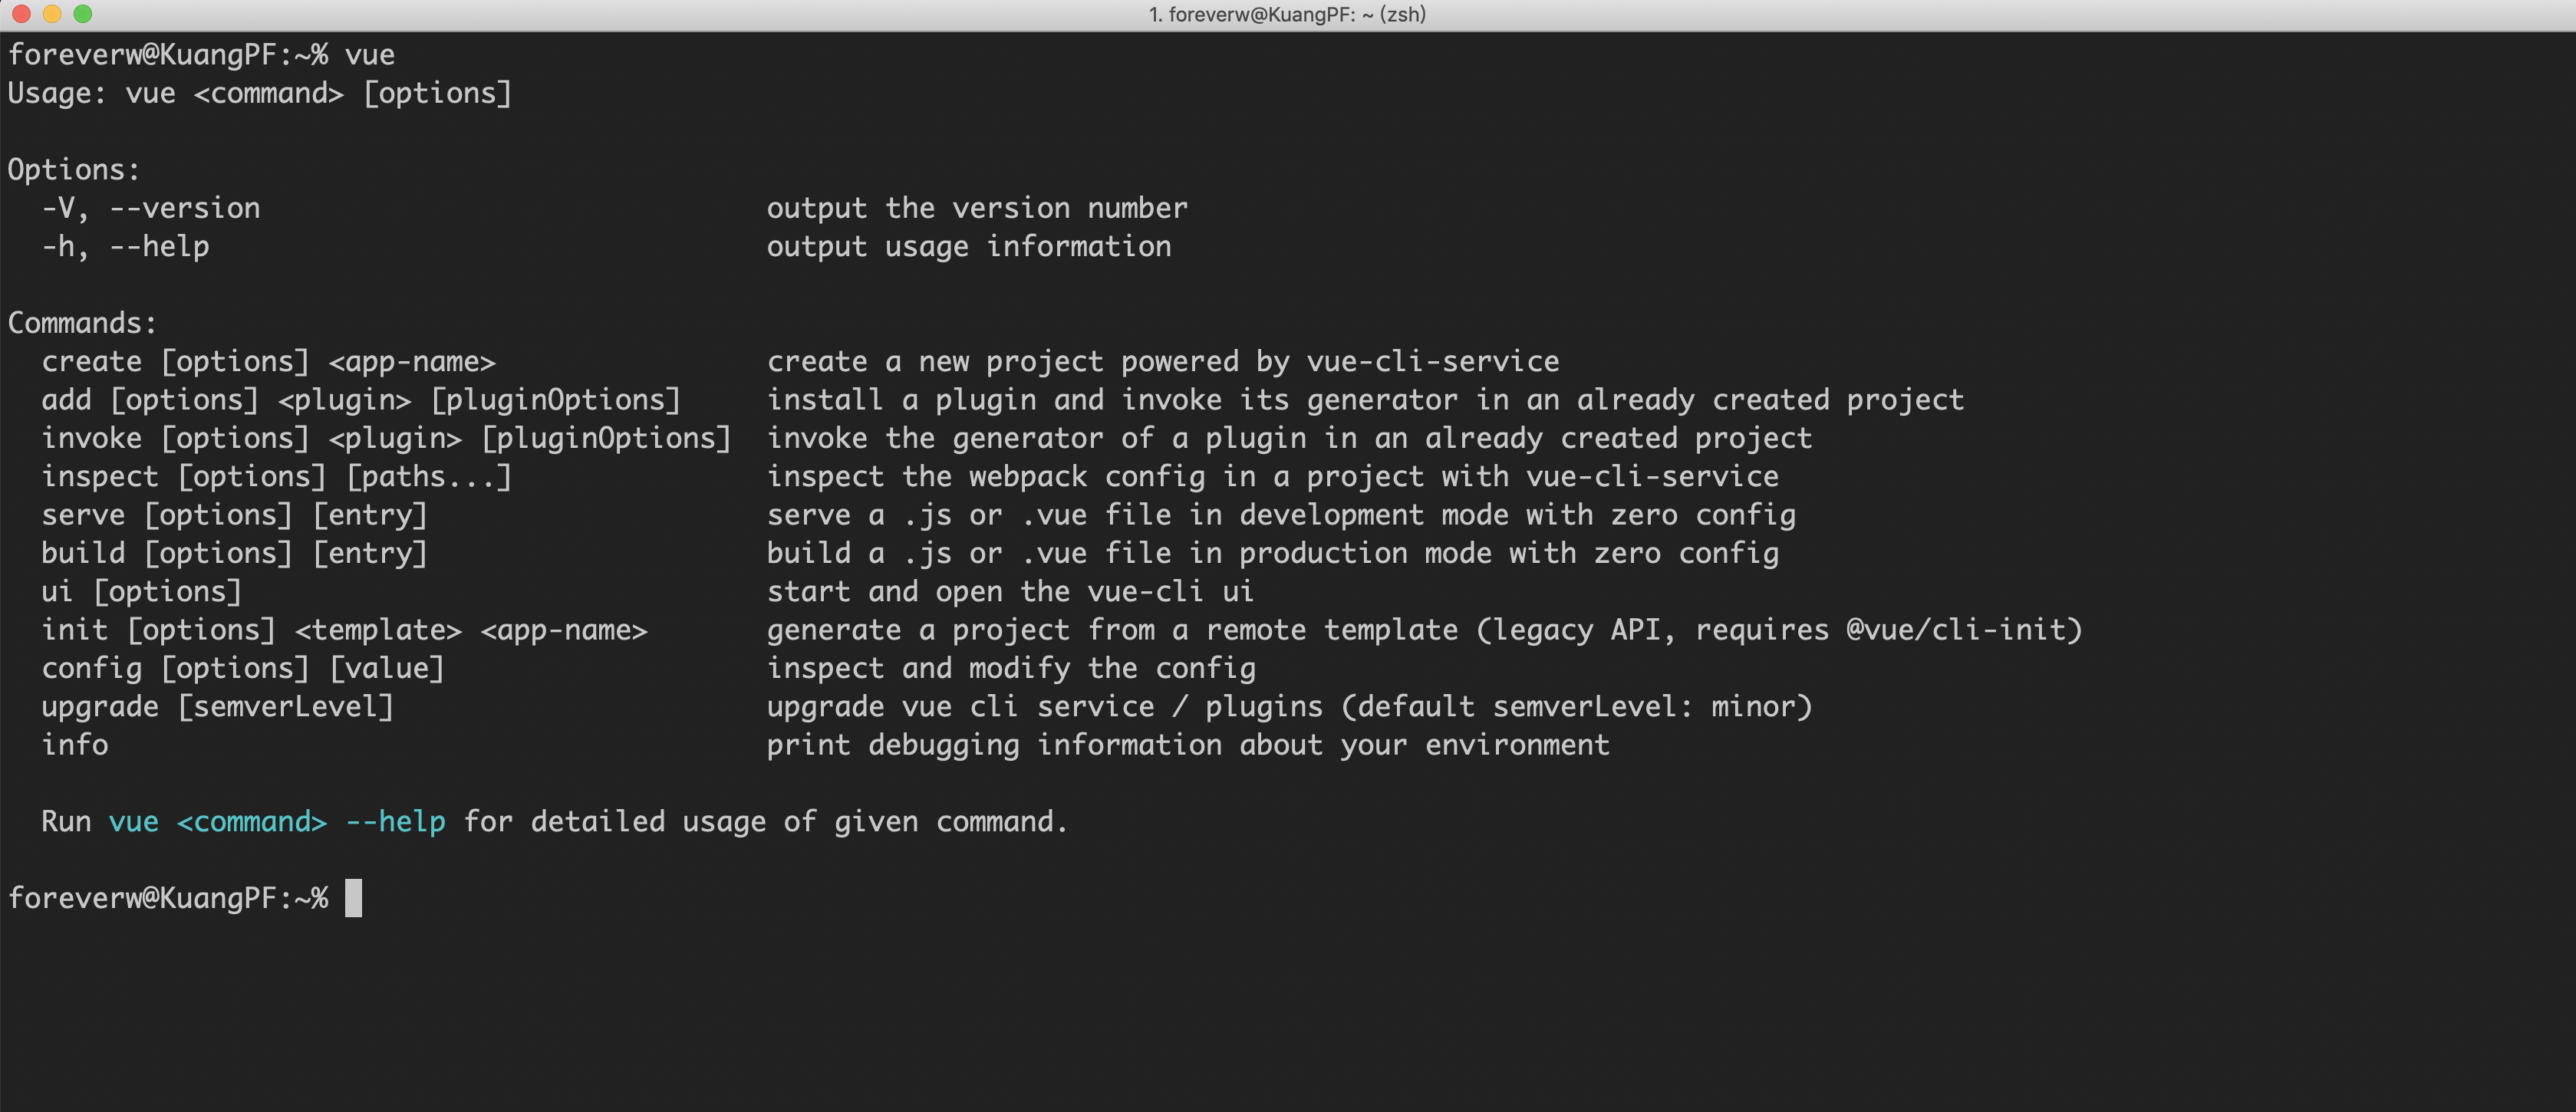 1. foreverw@KuangPF: ~ (zsh)
foreverw@KuangPF:~% vue
Usage: vue <command> [options]
Options:
-V, --version output the version number
-h, --help output usage information
Commands:
create [options] <app-name> create a new project powered by vue-cli-service
add [options] <plugin> [pluginOptions] install a plugin and invoke its generator in an already created project
invoke [options] <plugin> [pluginOptions] invoke the generator of a plugin in an already created project
inspect [options] [paths...] inspect the webpack config in a project with vue-cli-service
serve [options] [entry] serve a .js or .vue file in development mode with zero config
build [options] [entry] build a .js or .vue file in production mode with zero config
ui [options] start and open the vue-cli ui
init [options] <template> <app-name> generate a project from a remote template (legacy API, requires @vue/cli-init)
config [options] [value] inspect and modify the config
upgrade [semverLevel] upgrade vue cli service / plugins (default semverLevel: minor)
info print debugging information about your environment
Run vue <command> --help for detailed usage of given command.
foreverw@KuangPF:~%